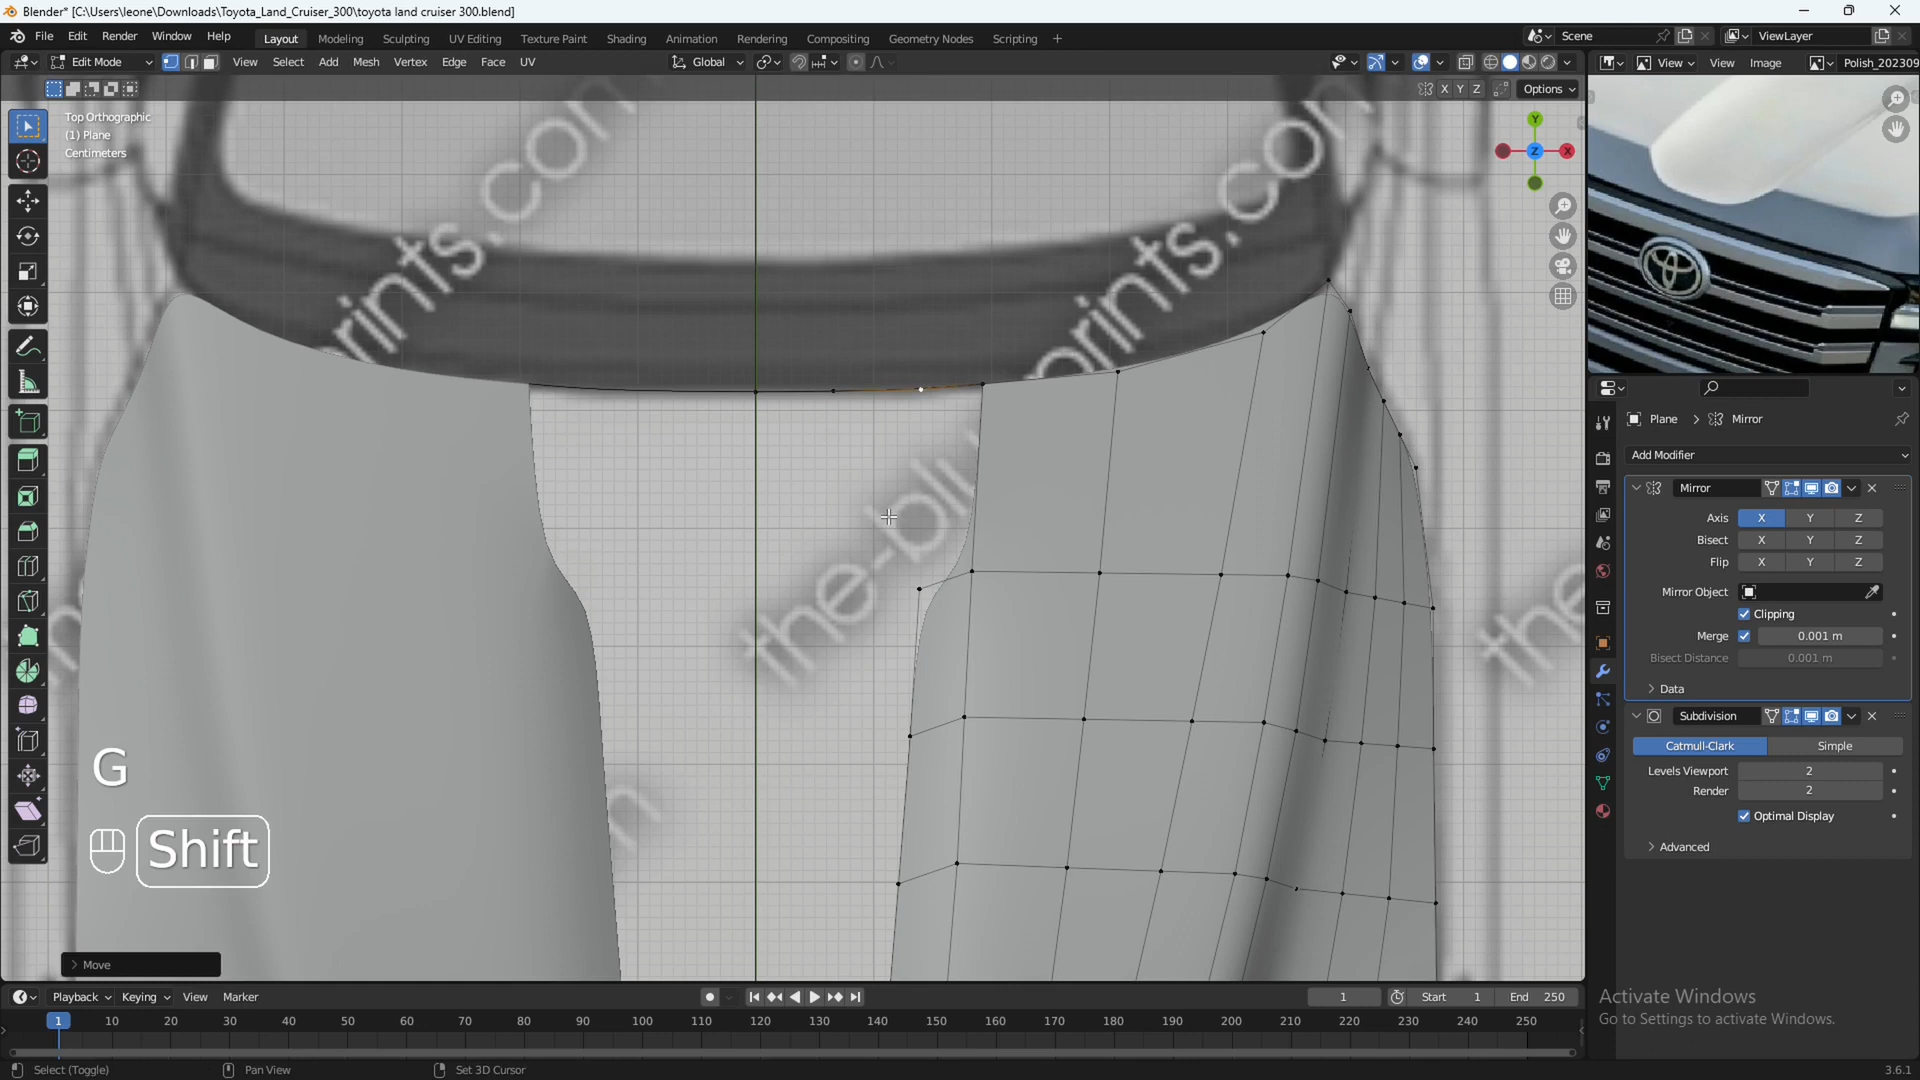 Blender* [C:\Users\leone\Downloads\Toyota_Land_Cruiser_300\toyota land cruiser 300.blend]
File Edit Render Window Help Layout Modeling Sculpting UV Editing Texture Paint Shading Animation Rendering Compositing Geometry Nodes Scripting + Scene ViewLayer
Edit Mode View Select Add Mesh Vertex Edge Face UV Global View View Image Polish_202309
X Y Z Options
Top Orthographic
(1) Plane
Centimeters
Y
Z X
prints.com
prints.com
the-blu
the-
Plane > Mirror
Add Modifier
Mirror
Axis X Y Z
Bisect X Y Z
Flip X Y Z
Mirror Object
Clipping
Merge 0.001 m
Bisect Distance 0.001 m
> Data
Subdivision
Catmull-Clark Simple
Levels Viewport 2
Render 2
Optimal Display
> Advanced
G
Shift
> Move
Playback Keying View Marker 1 Start 1 End 250
1 10 20 30 40 50 60 70 80 90 100 110 120 130 140 150 160 170 180 190 200 210 220 230 240 250
Activate Windows
Go to Settings to activate Windows.
Select (Toggle) Pan View Set 3D Cursor 3.6.1